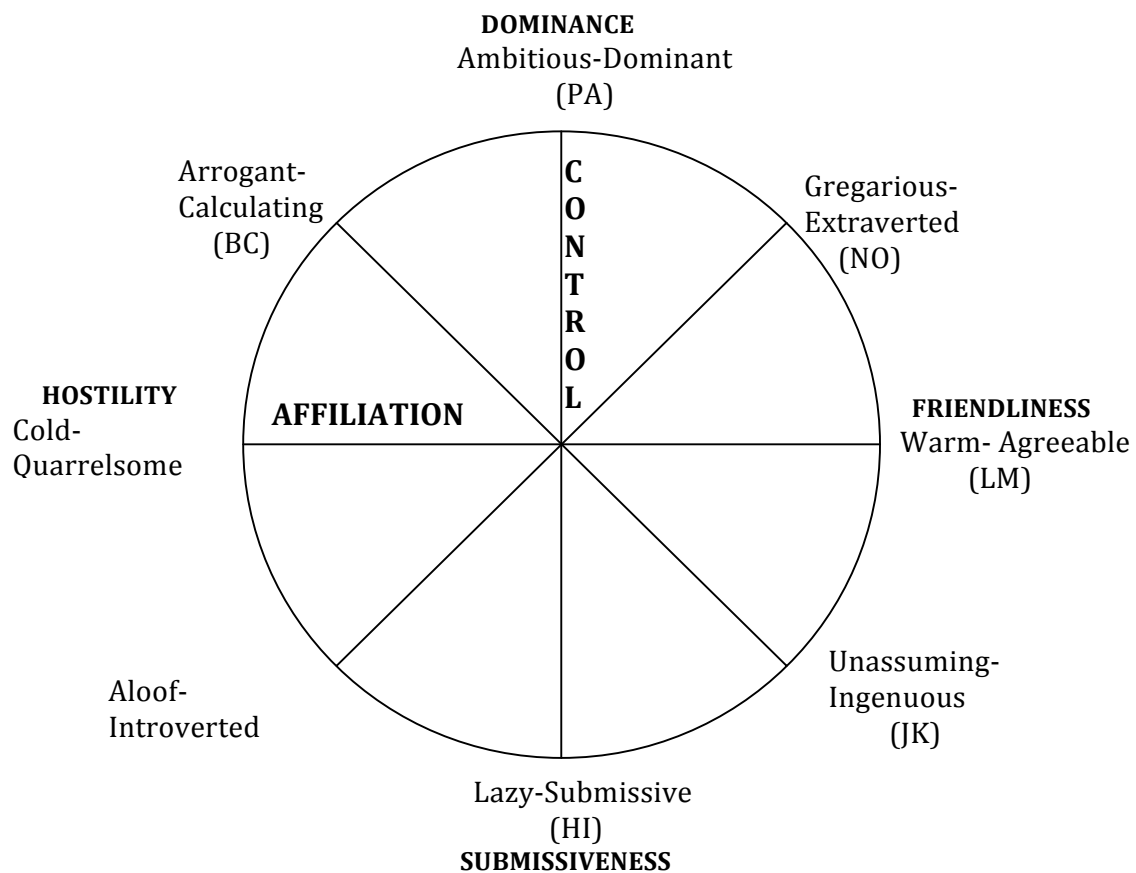 DOMINANCE
Ambitious-Dominant
(PA)
Arrogant-
Calculating
(BC)
C
O
N
T
R
O
L
Gregarious-
Extraverted
(NO)
HOSTILITY
Cold-
Quarrelsome
AFFILIATION
FRIENDLINESS
Warm- Agreeable
(LM)
Aloof-
Introverted
Unassuming-
Ingenuous
(JK)
Lazy-Submissive
(HI)
SUBMISSIVENESS